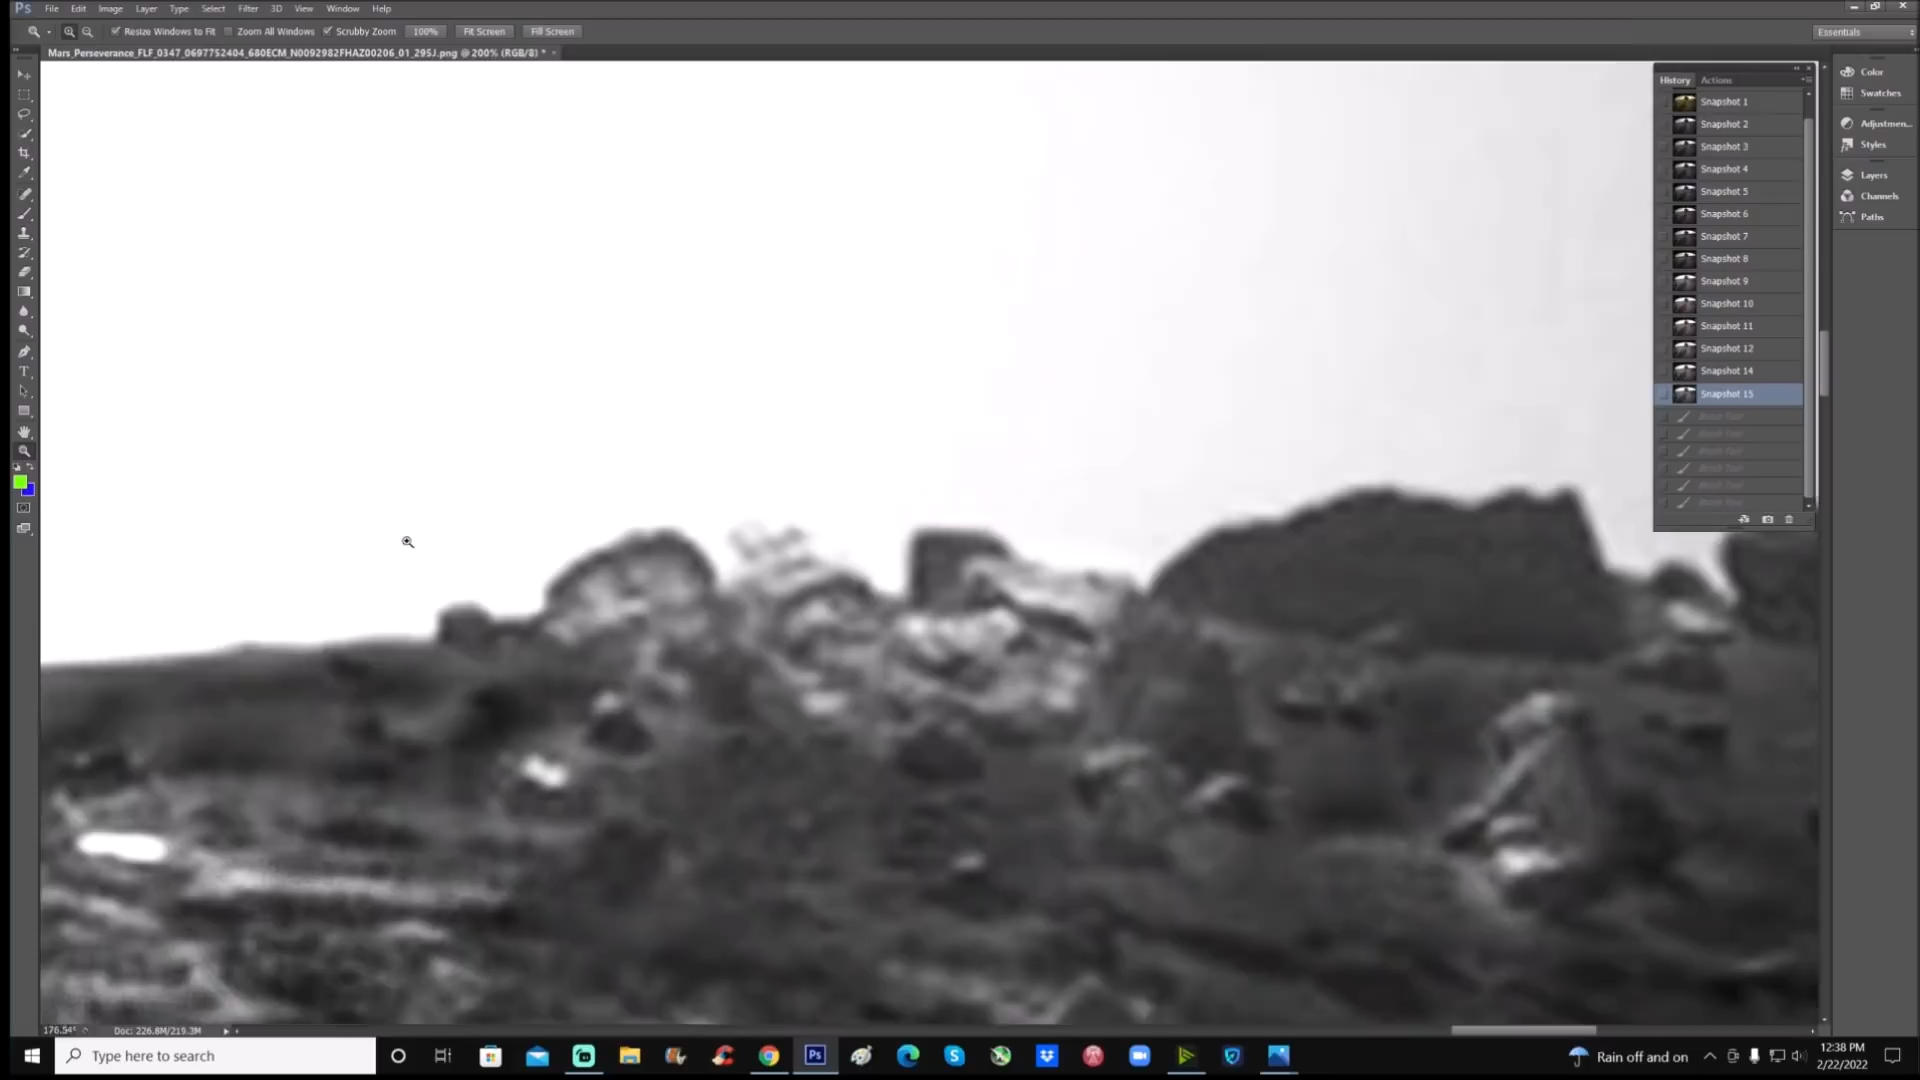 Ps File Edit Image Layer Type Select Filter 3D View Window Help
Resize Windows to Fit Zoom All Windows Scrubby Zoom 100% Fit Screen Fill Screen Essentials
Mars_Perseverance_FLF_0347_0697752404_680ECM_N0092982FHAZ00206_01_295J.png @ 200% (RGB/8) *
History Actions
Snapshot 1
Snapshot 2
Snapshot 3
Snapshot 4
Snapshot 5
Snapshot 6
Snapshot 7
Snapshot 8
Snapshot 9
Snapshot 10
Snapshot 11
Snapshot 12
Snapshot 14
Snapshot 15
Color
Swatches
Adjustmen...
Styles
Layers
Channels
Paths
Doc: 226.8M/219.3M
Type here to search
Ps
Rain off and on
12:38 PM
2/22/2022